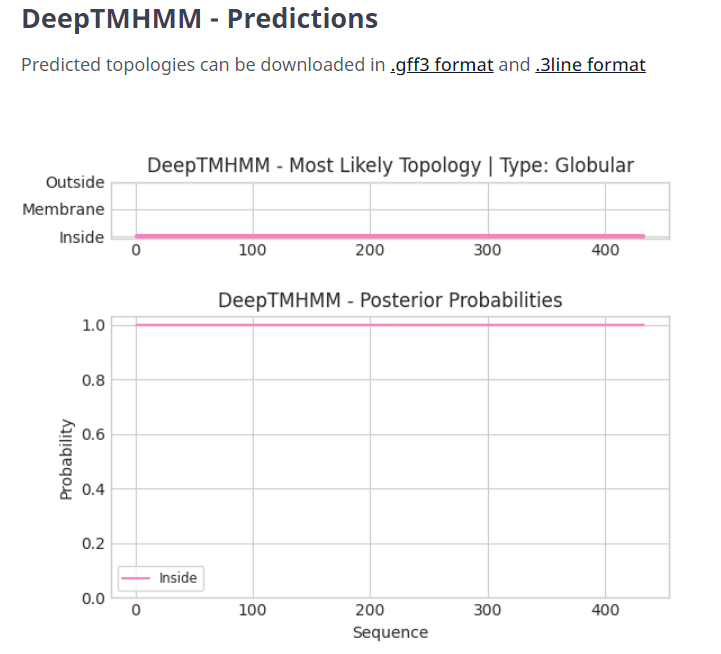 DeepTMHMM - Predictions
Predicted topologies can be downloaded in .gff3 format and .3line format
DeepTMHMM - Most Likely Topology | Type: Globular
Outside
Membrane
Inside
0 100 200 300 400
DeepTMHMM - Posterior Probabilities
1.0
0.8
0.6
0.4
0.2
0.0
Probability
Inside
0 100 200 300 400
Sequence